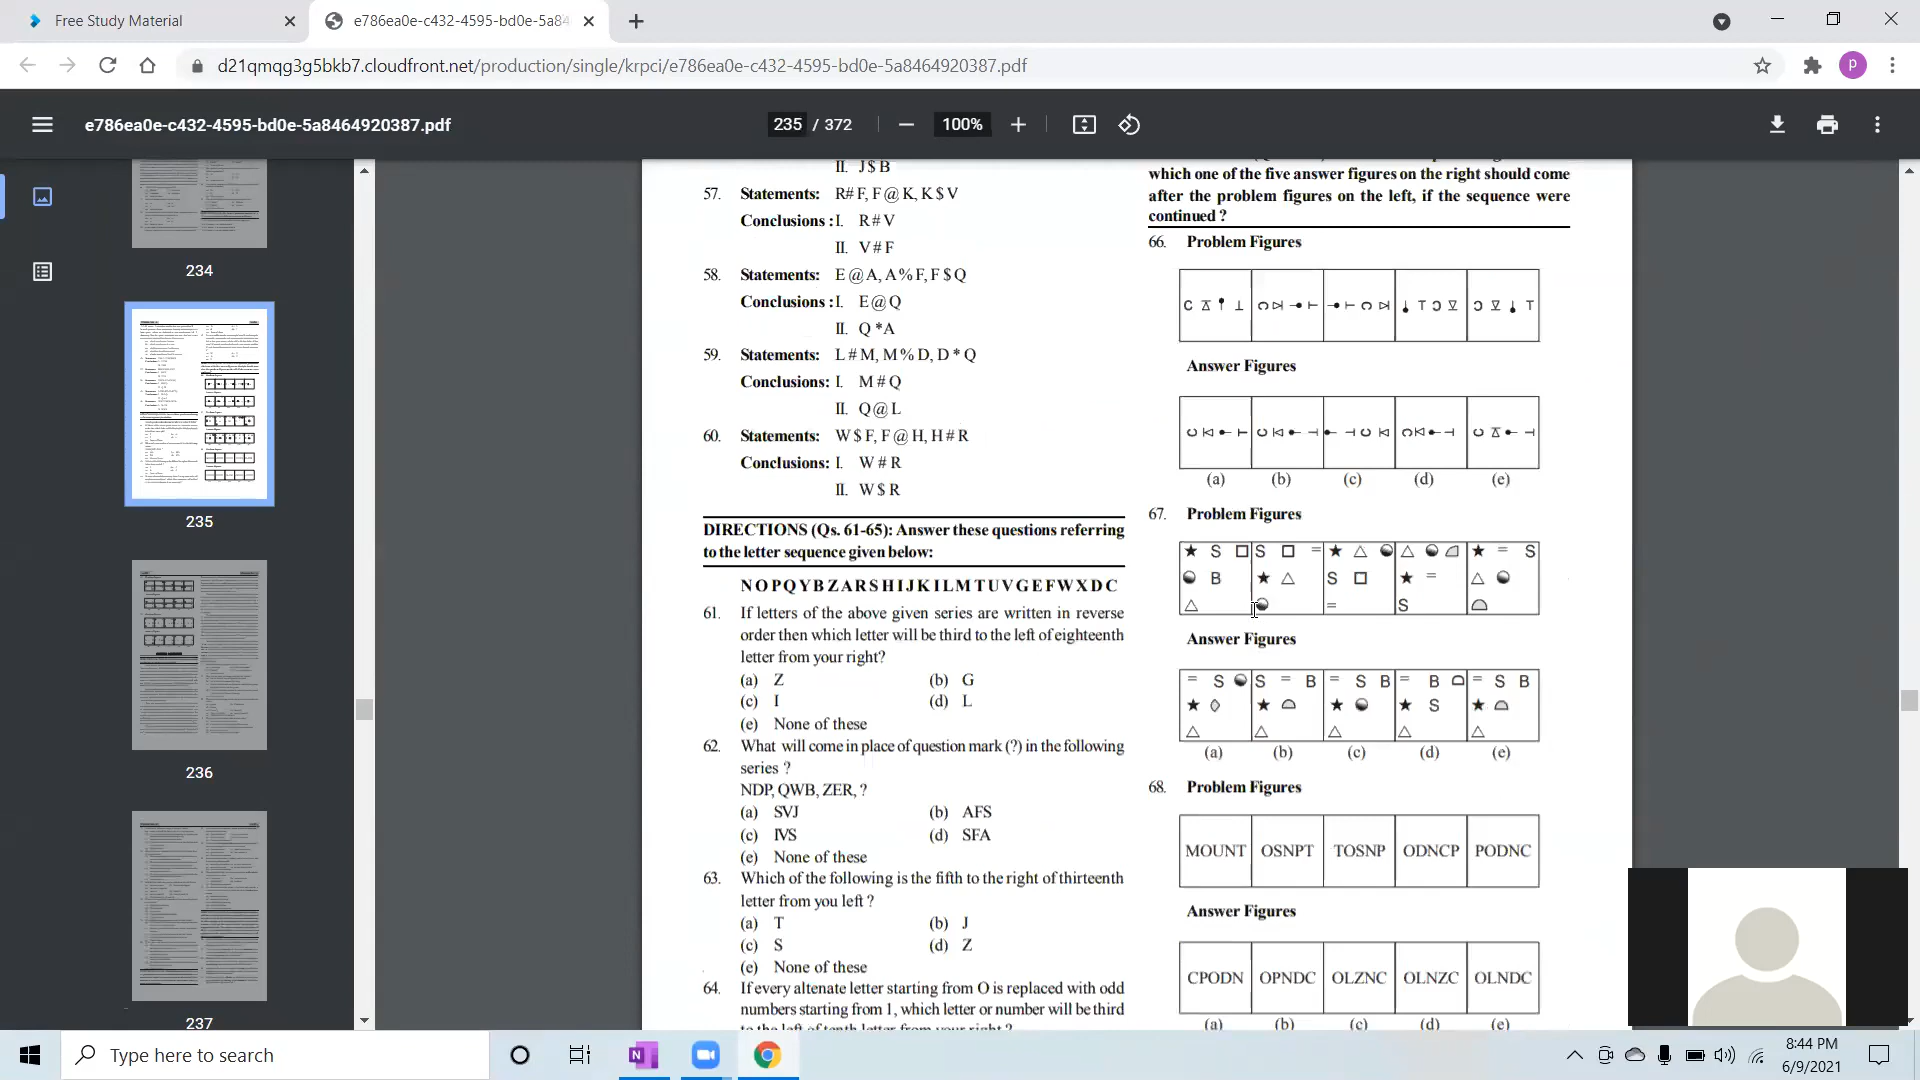 Free Study Material
e786ea0e-c432-4595-bd0e-5a84
d21qmqg3g5bkb7.cloudfront.net/production/single/krpci/e786ea0e-c432-4595-bd0e-5a8464920387.pdf
P
e786ea0e-c432-4595-bd0e-5a8464920387.pdf
235 / 372
100%
234
235
236
237
II. J $ B
57. Statements: R# F, F @ K, K $ V
Conclusions : I. R # V
II. V # F
58. Statements: E @ A, A % F, F $ Q
Conclusions : I. E @ Q
II. Q * A
59. Statements: L # M, M % D, D * Q
Conclusions: I. M # Q
II. Q @ L
60. Statements: W $ F, F @ H, H # R
Conclusions: I. W # R
II. W $ R
DIRECTIONS (Qs. 61-65): Answer these questions referring
to the letter sequence given below:
N O P Q Y B Z A R S H I J K I L M T U V G E F W X D C
61. If letters of the above given series are written in reverse
order then which letter will be third to the left of eighteenth
letter from your right?
(a) Z (b) G
(c) I (d) L
(e) None of these
62. What will come in place of question mark (?) in the following
series ?
NDP, QWB, ZER, ?
(a) SVJ (b) AFS
(c) IVS (d) SFA
(e) None of these
63. Which of the following is the fifth to the right of thirteenth
letter from you left ?
(a) T (b) J
(c) S (d) Z
(e) None of these
64. If every altenate letter starting from O is replaced with odd
numbers starting from 1, which letter or number will be third
to the left of tenth letter from your right ?
which one of the five answer figures on the right should come
after the problem figures on the left, if the sequence were
continued ?
66. Problem Figures
Answer Figures
(a) (b) (c) (d) (e)
67. Problem Figures
★ S □ S □ = ★ △ △ ★ = S
B ★ △ S □ ★ = △
△ = S
Answer Figures
= S S = B = S B = B = S B
★ ★ ★ ★ S ★
△ △ △ △ △
(a) (b) (c) (d) (e)
68. Problem Figures
MOUNT OSNPT TOSNP ODNCP PODNC
Answer Figures
CPODN OPNDC OLZNC OLNZC OLNDC
(a) (b) (c) (d) (e)
Type here to search
8:44 PM
6/9/2021